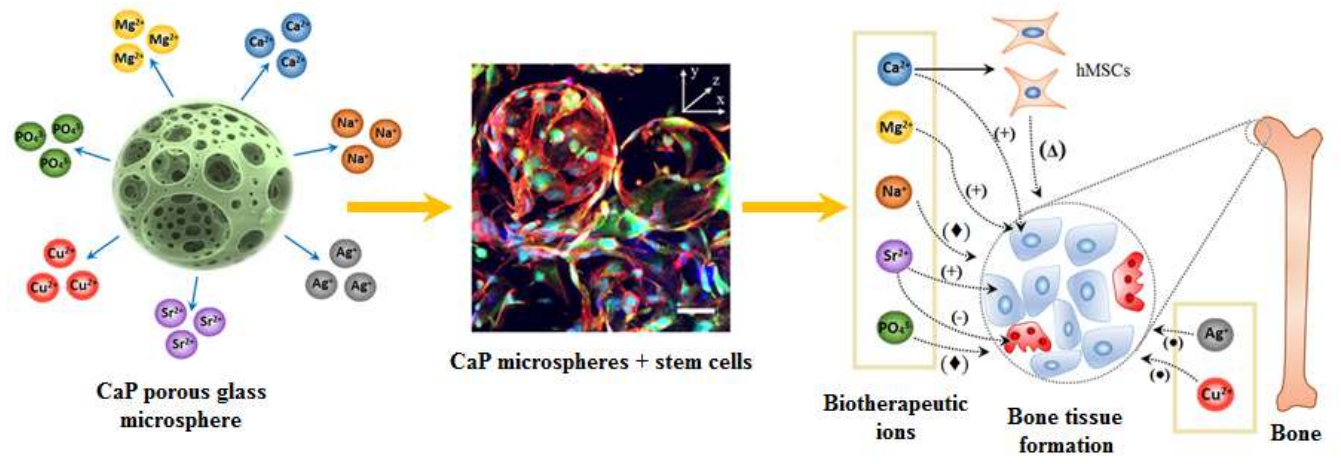 Mg²⁺
Mg²⁺
Mg²⁺
Ca²⁺
Ca²⁺
Ca²⁺
PO₄³⁻
PO₄³⁻
PO₄³⁻
Na⁺
Na⁺
Na⁺
Cu²⁺
Cu²⁺
Cu²⁺
Sr²⁺
Sr²⁺
Sr²⁺
Ag⁺
Ag⁺
Ag⁺
CaP porous glass
microsphere
y
z
x
CaP microspheres + stem cells
Ca²⁺
hMSCs
Mg²⁺
(+)
(Δ)
Na⁺
(+)
(♦)
Sr²⁺
(+)
(-)
PO₄³⁻
(♦)
Ag⁺
(•)
Cu²⁺
(•)
Biotherapeutic
ions
Bone tissue
formation
Bone